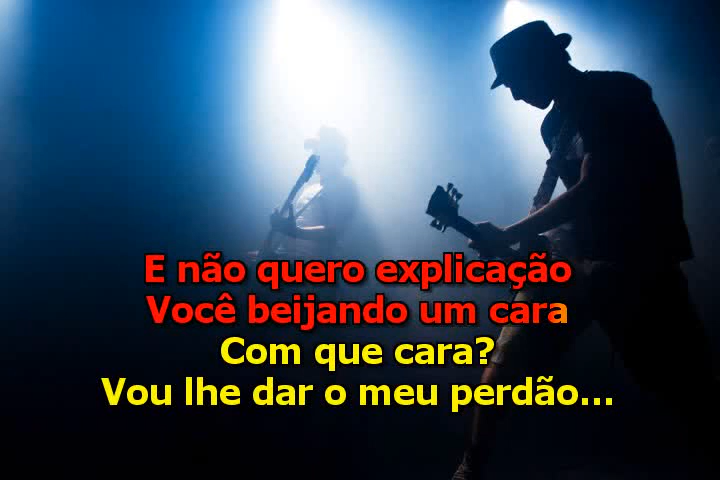 E não quero explicação
Você beijando um cara
Com que cara?
Vou lhe dar o meu perdão...